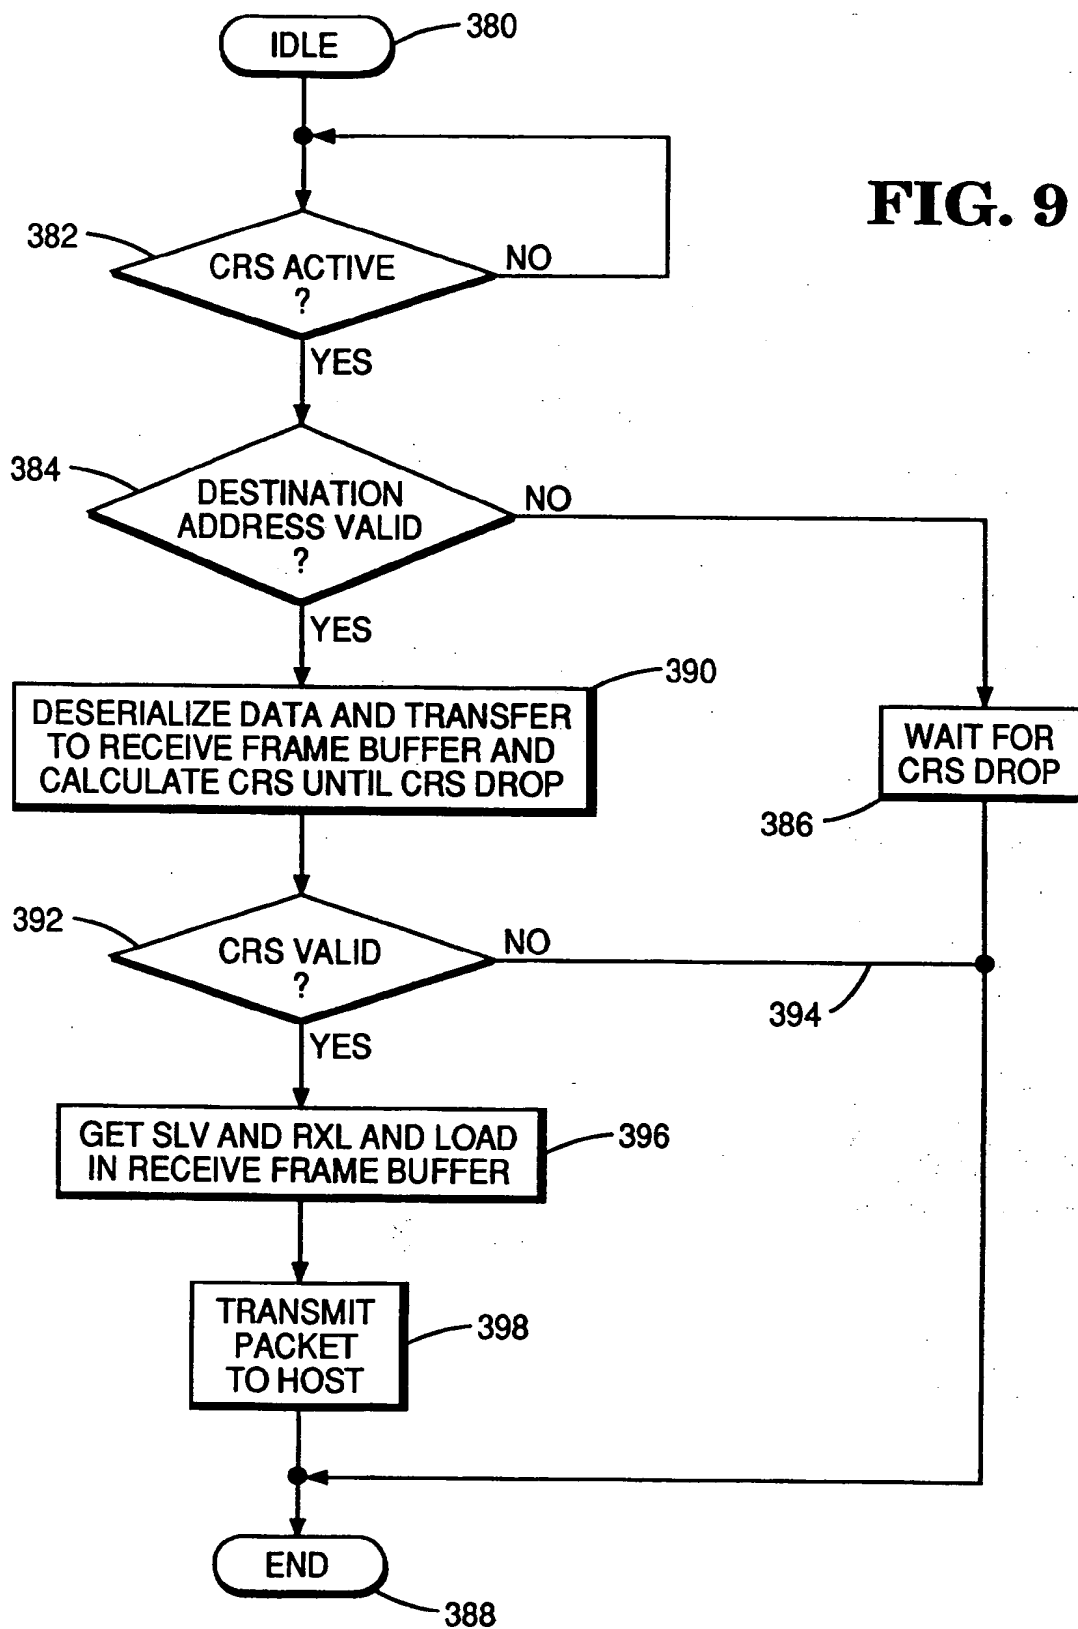 IDLE
380
FIG. 9
382
CRS ACTIVE
?
NO
YES
384
DESTINATION
ADDRESS VALID
?
NO
YES
390
DESERIALIZE DATA AND TRANSFER
TO RECEIVE FRAME BUFFER AND
CALCULATE CRS UNTIL CRS DROP
WAIT FOR
CRS DROP
386
392
CRS VALID
?
NO
394
YES
GET SLV AND RXL AND LOAD
IN RECEIVE FRAME BUFFER
396
TRANSMIT
PACKET
TO HOST
398
END
388